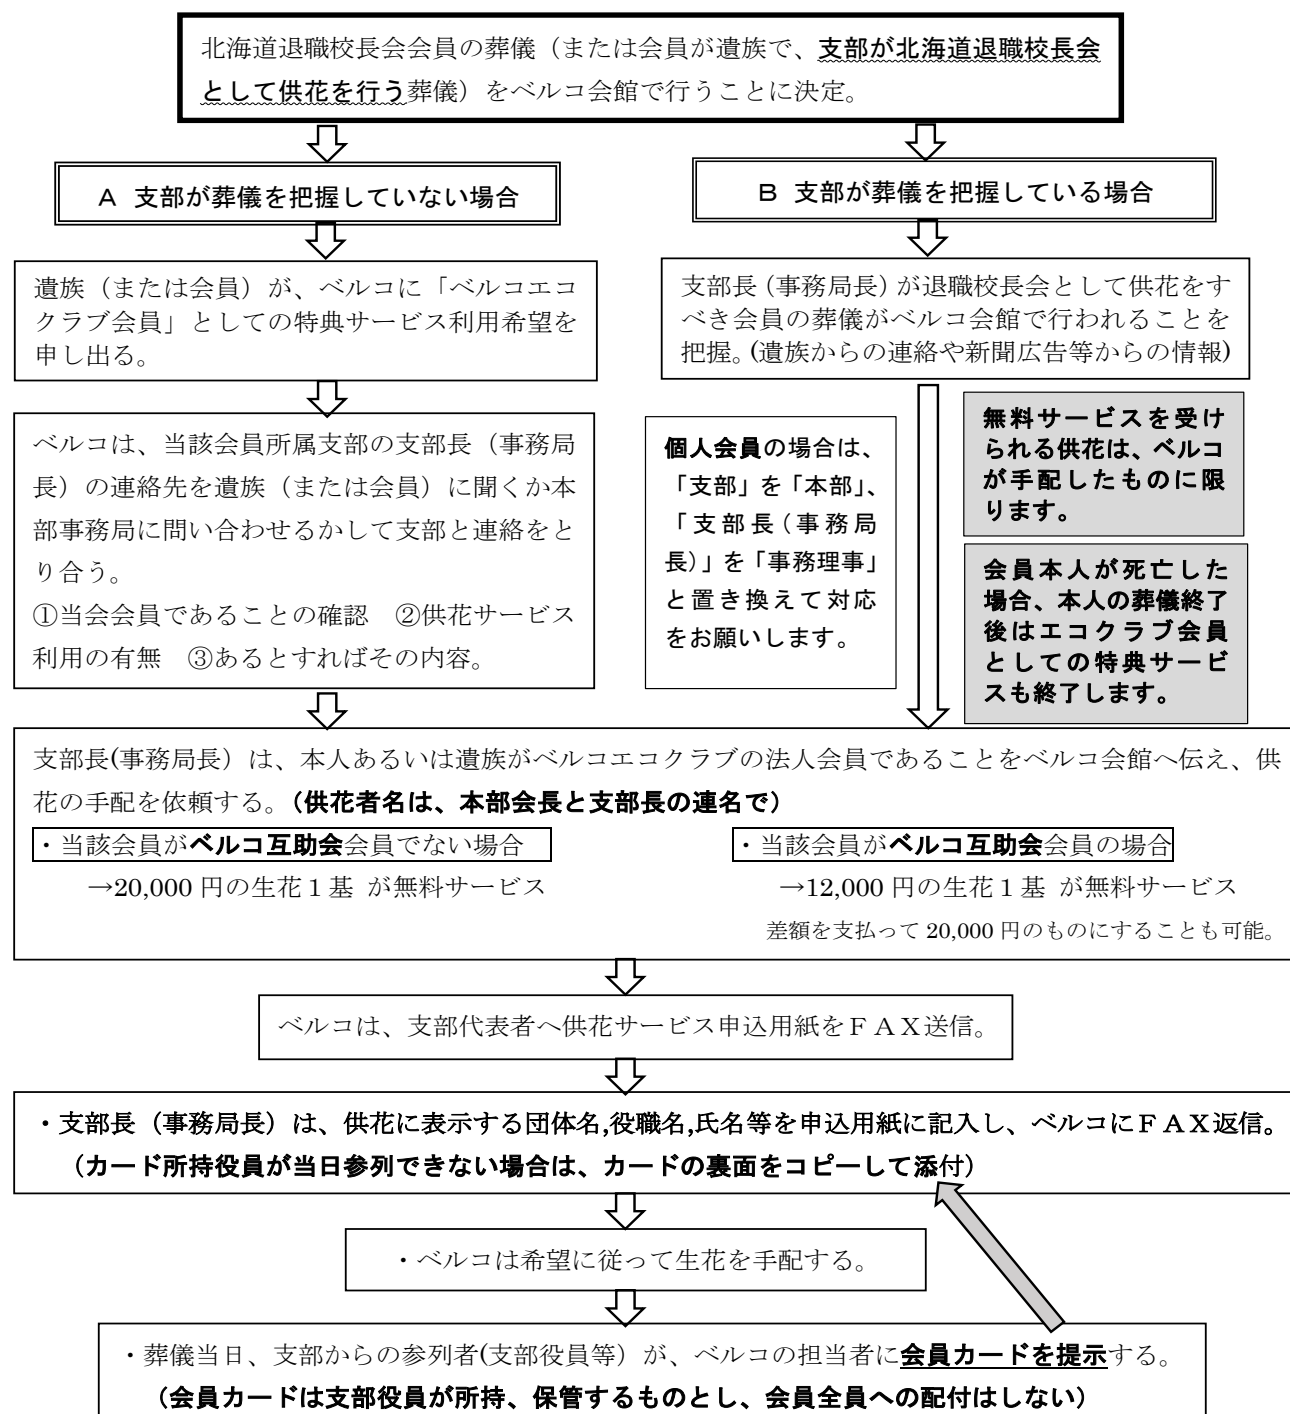 北海道退職校長会会員の葬儀（または会員が遺族で、支部が北海道退職校長会
として供花を行う葬儀）をベルコ会館で行うことに決定。
A 支部が葬儀を把握していない場合
B 支部が葬儀を把握している場合
遺族（または会員）が、ベルコに「ベルコエコ
クラブ会員」としての特典サービス利用希望を
申し出る。
支部長（事務局長）が退職校長会として供花をす
べき会員の葬儀がベルコ会館で行われることを
把握。(遺族からの連絡や新聞広告等からの情報)
ベルコは、当該会員所属支部の支部長（事務局
長）の連絡先を遺族（または会員）に聞くか本
部事務局に問い合わせるかして支部と連絡をと
り合う。
①当会会員であることの確認　②供花サービス
利用の有無　③あるとすればその内容。
個人会員の場合は、
「支部」を「本部」、
「支部長（事務局
長）」を「事務理事」
と置き換えて対応
をお願いします。
無料サービスを受け
られる供花は、ベルコ
が手配したものに限
ります。
会員本人が死亡した
場合、本人の葬儀終了
後はエコクラブ会員
としての特典サービ
スも終了します。
支部長(事務局長）は、本人あるいは遺族がベルコエコクラブの法人会員であることをベルコ会館へ伝え、供
花の手配を依頼する。（供花者名は、本部会長と支部長の連名で）
・当該会員がベルコ互助会会員でない場合
→20,000 円の生花１基 が無料サービス
・当該会員がベルコ互助会会員の場合
→12,000 円の生花１基 が無料サービス
差額を支払って 20,000 円のものにすることも可能。
ベルコは、支部代表者へ供花サービス申込用紙をＦＡＸ送信。
・支部長（事務局長）は、供花に表示する団体名,役職名,氏名等を申込用紙に記入し、ベルコにＦＡＸ返信。
（カード所持役員が当日参列できない場合は、カードの裏面をコピーして添付）
・ベルコは希望に従って生花を手配する。
・葬儀当日、支部からの参列者(支部役員等）が、ベルコの担当者に会員カードを提示する。
（会員カードは支部役員が所持、保管するものとし、会員全員への配付はしない）